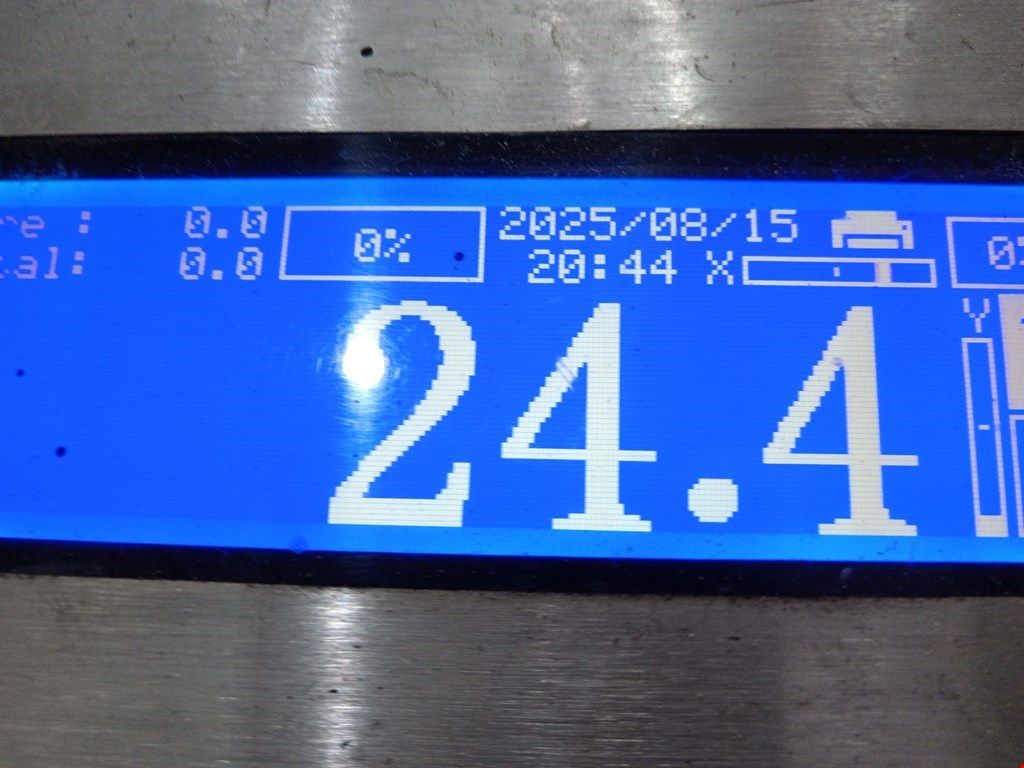 re : 0.0 0% 2025/08/15
tal: 0.0 20:44 X
24.4
Y